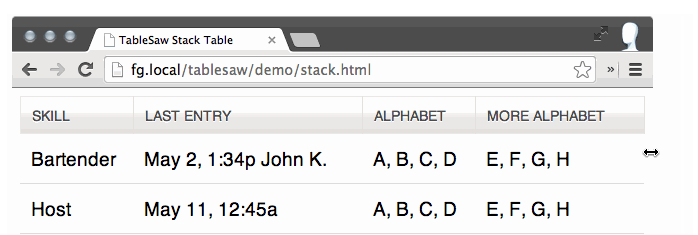 TableSaw Stack Table
fg.local/tablesaw/demo/stack.html
SKILL LAST ENTRY ALPHABET MORE ALPHABET
Bartender May 2, 1:34p John K. A, B, C, D E, F, G, H
Host May 11, 12:45a A, B, C, D E, F, G, H